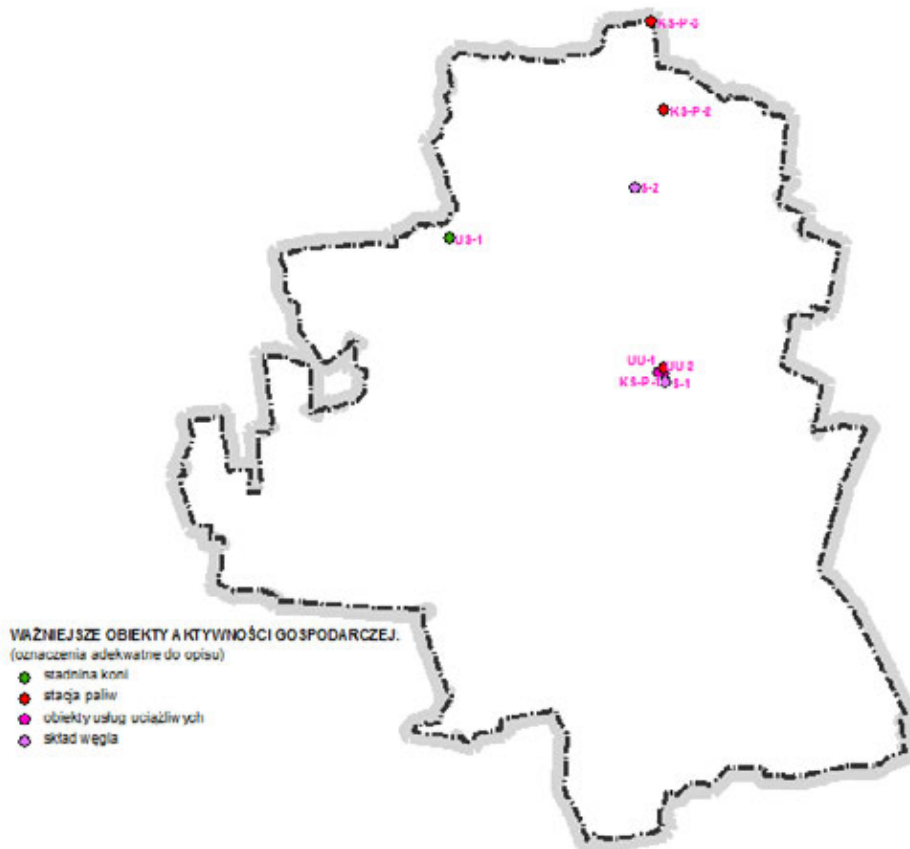 KS-P-3
KS-P-2
S-2
US-1
UU-1
UU-2
KS-P-1
S-1
WAŻNIEJSZE OBIEKTY AKTYWNOŚCI GOSPODARCZEJ.
(oznaczenia adekwatne do opisu)
stadnina koni
stacja paliw
obiekty usług uciążliwych
skład węgla